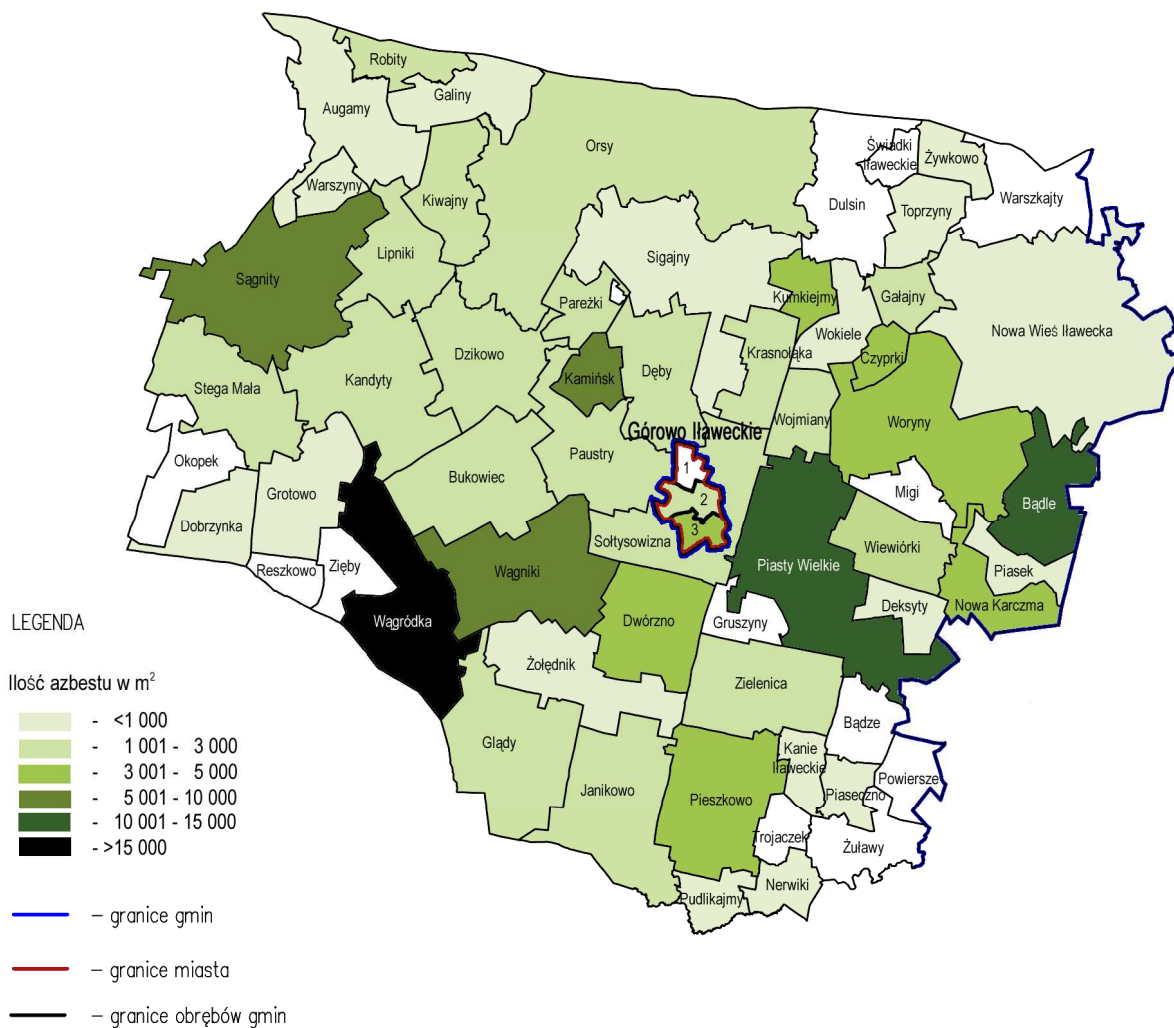 Robity
Galiny
Augamy
Orsy
Świadki
Iławeckie
Żywkowo
Warszyny
Kiwajny
Dulsin
Toprzyny
Warszkajty
Lipniki
Sigajny
Sągnity
Parežki
Kumkiejmy
Gałajny
Nowa Wieś Iławecka
Wokiele
Dzikowo
Krasnołąka
Czyprki
Kamińsk
Dęby
Kandyty
Stega Mała
Wojmiany
Woryny
Górowo Iławeckie
Okopek
Bukowiec
Paustry
1
Migi
Grotowo
2
Bądle
Dobrzynka
3
Sołtysowizna
Wiewiórki
Reszkowo
Zięby
Wągniki
Piasty Wielkie
Piasek
Deksyty
Nowa Karczma
Wągródka
Dwórzno
Gruszyny
Żołędnik
Zielenica
Bądze
Glądy
Kanie
Iławeckie
Powiersze
Janikowo
Pieszkowo
Piaseczno
Trojaczek
Żuławy
Pudlikajmy
Nerwiki
LEGENDA
Ilość azbestu w m²
- <1 000
- 1 001 - 3 000
- 3 001 - 5 000
- 5 001 - 10 000
- 10 001 - 15 000
- >15 000
– granice gmin
– granice miasta
– granice obrębów gmin